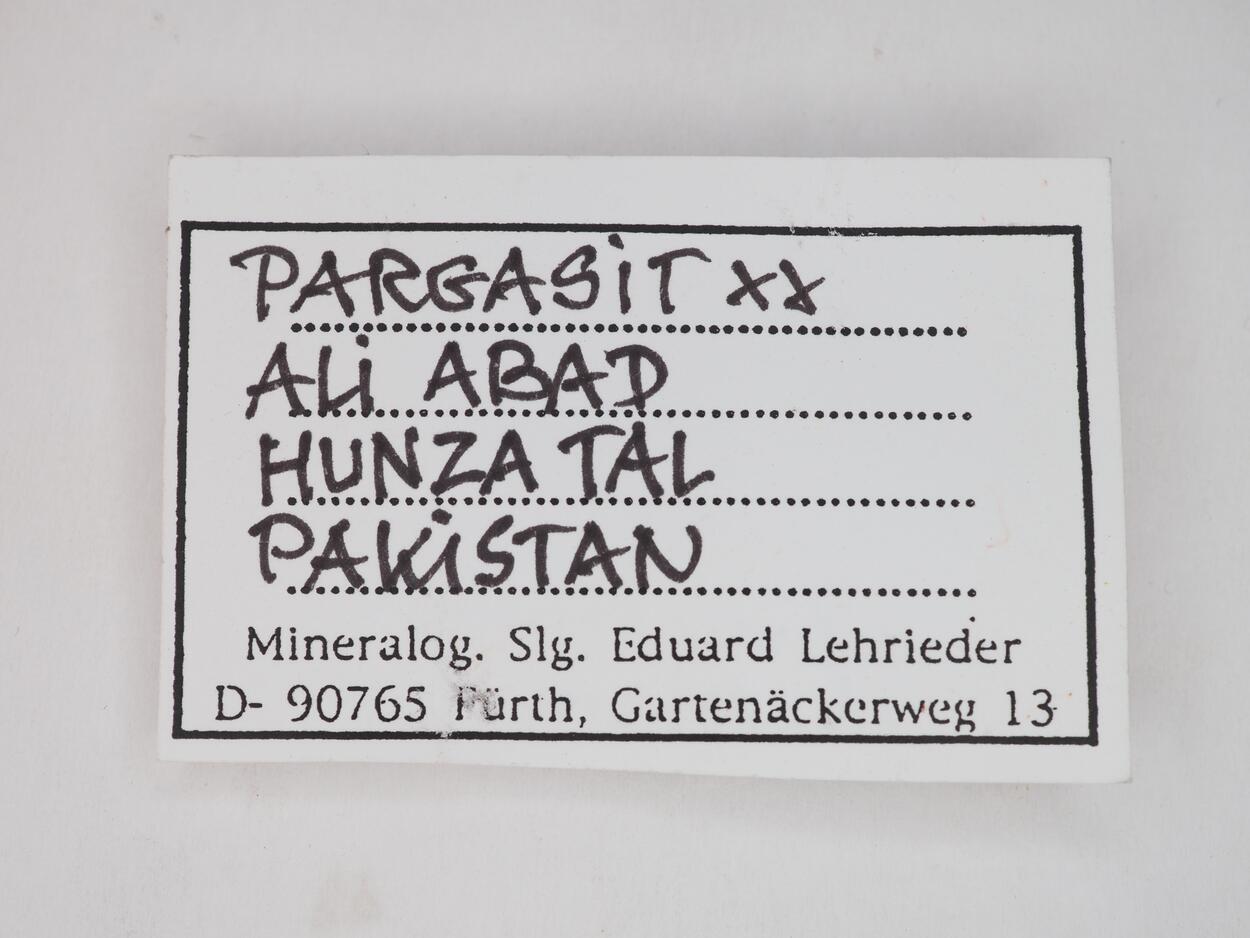 PARGASiT xx
ALi ABAD
HUNZA TAL
PAKiSTAN
Mineralog. Slg. Eduard Lehrieder
D- 90765 Fürth, Gartenäckerweg 13